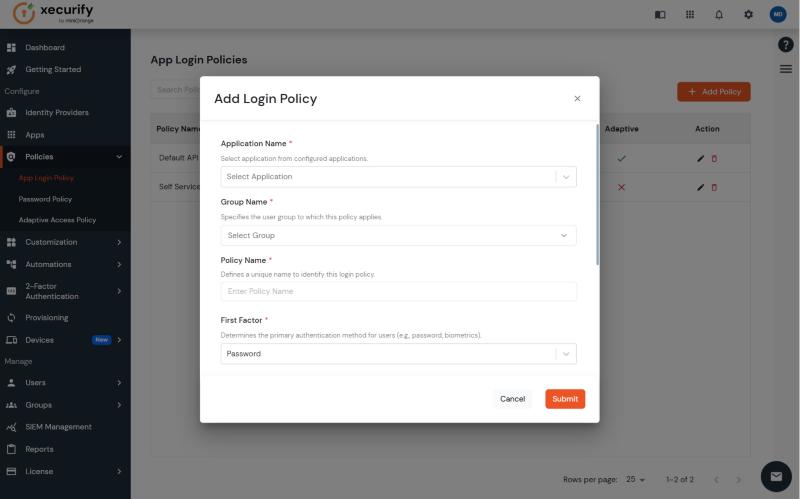 xecurify
by miniOrange
MD
Dashboard
Getting Started
Configure
Identity Providers
Apps
Policies
App Login Policy
Password Policy
Adaptive Access Policy
Customization
Automations
2-Factor
Authentication
Provisioning
Devices New
Manage
Users
Groups
SIEM Management
Reports
License
App Login Policies
Search Poli
+ Add Policy
Policy Name Adaptive Action
Default API
Self Service
Add Login Policy
Application Name *
Select application from configured applications.
Select Application
Group Name *
Specifies the user group to which this policy applies.
Select Group
Policy Name *
Defines a unique name to identify this login policy.
Enter Policy Name
First Factor *
Determines the primary authentication method for users (e.g., password, biometrics).
Password
Cancel Submit
Rows per page: 25 1–2 of 2